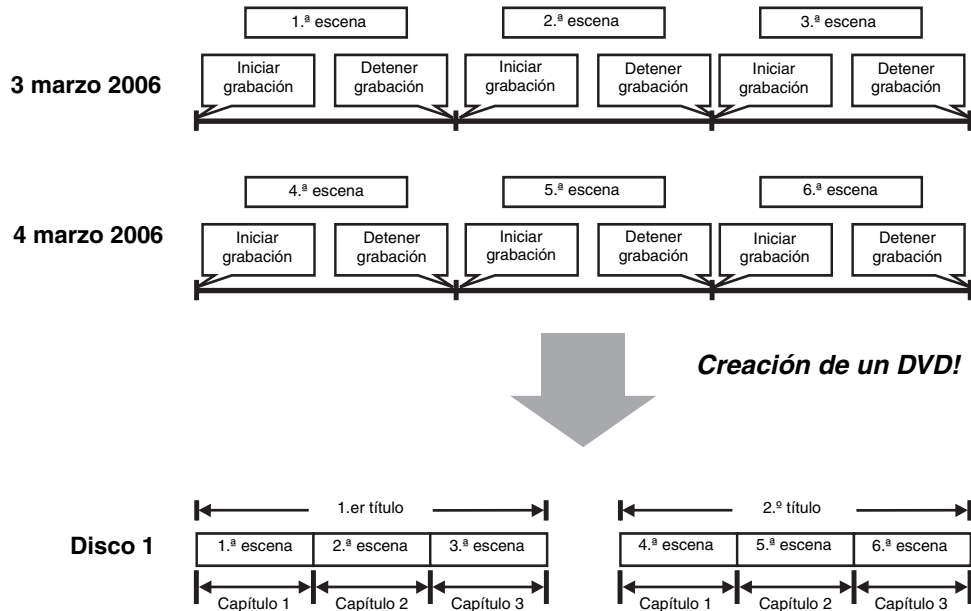 1.ª escena
2.ª escena
3.ª escena
3 marzo 2006
Iniciar
grabación
Detener
grabación
Iniciar
grabación
Detener
grabación
Iniciar
grabación
Detener
grabación
4.ª escena
5.ª escena
6.ª escena
4 marzo 2006
Iniciar
grabación
Detener
grabación
Iniciar
grabación
Detener
grabación
Iniciar
grabación
Detener
grabación
Creación de un DVD!
1.er título
2.º título
Disco 1
1.ª escena
2.ª escena
3.ª escena
4.ª escena
5.ª escena
6.ª escena
Capítulo 1
Capítulo 2
Capítulo 3
Capítulo 1
Capítulo 2
Capítulo 3